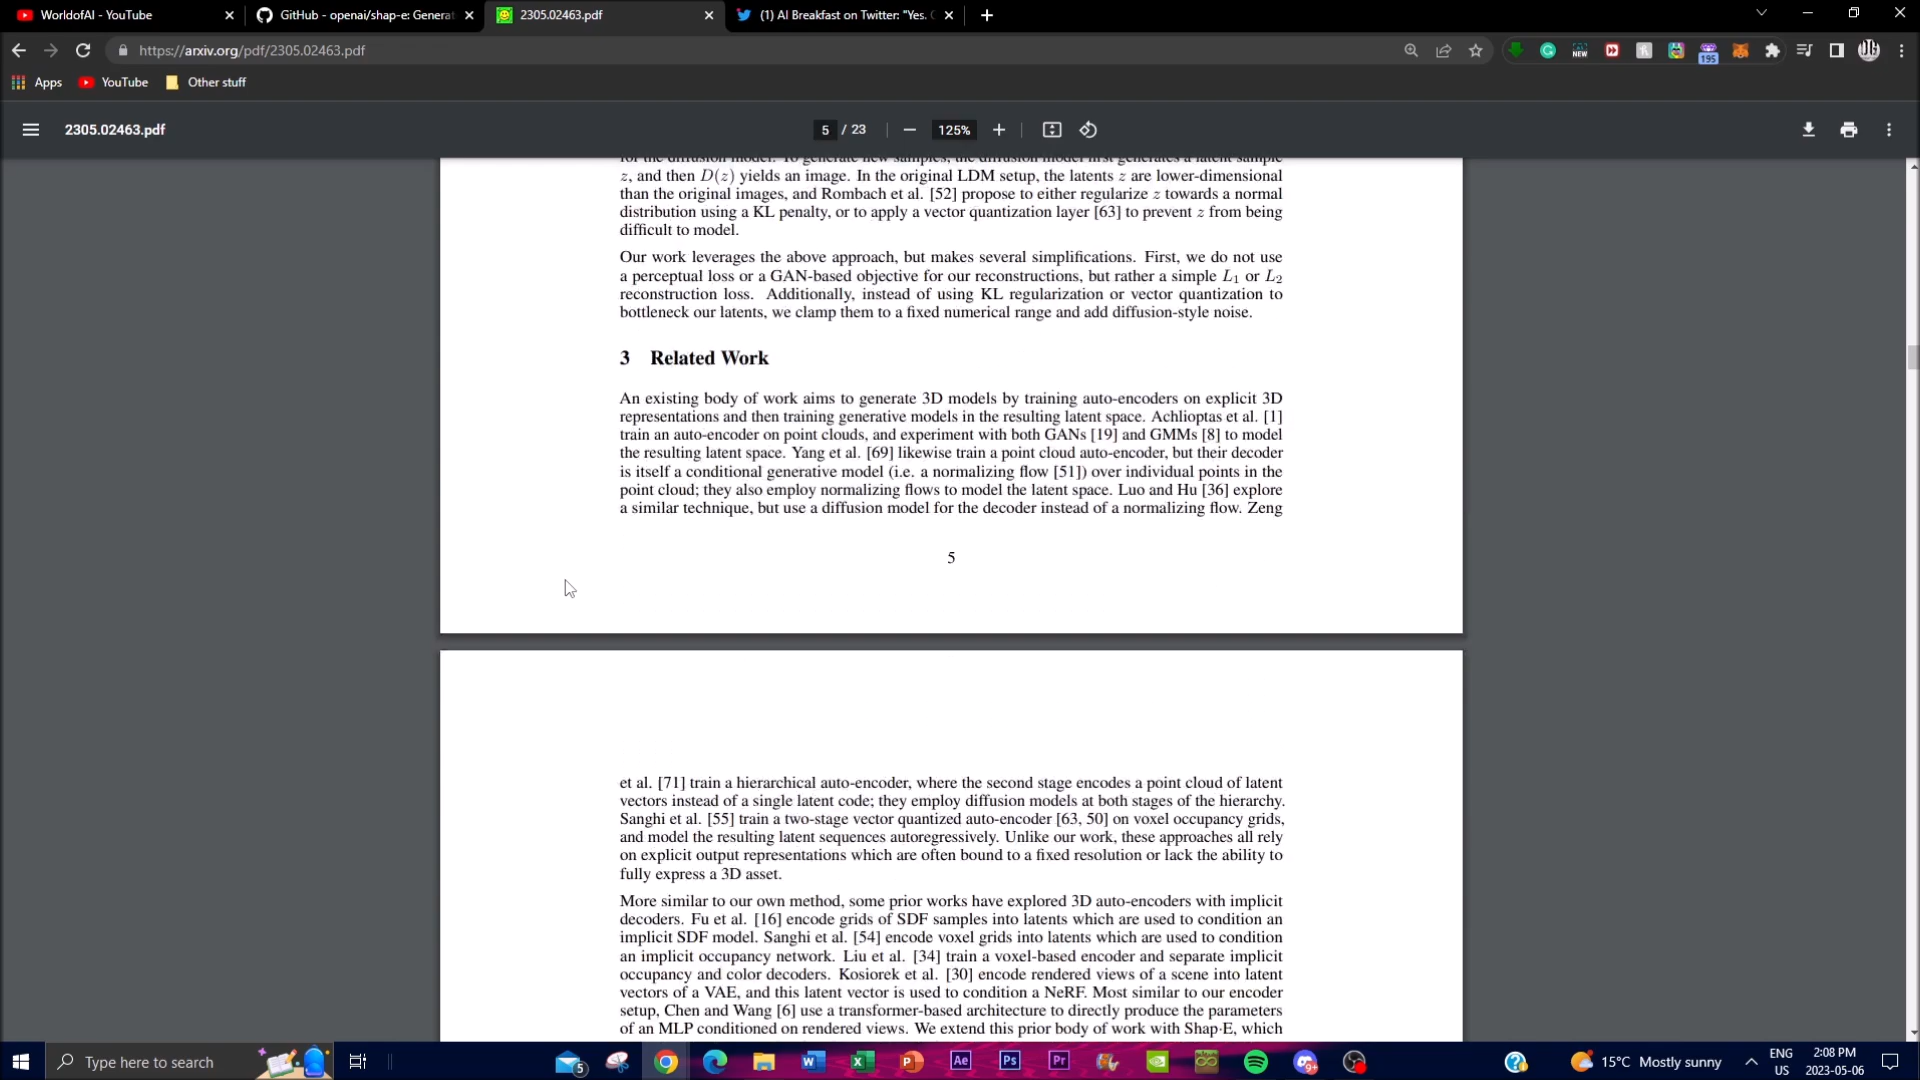 WorldofAI - YouTube
GitHub - openai/shap-e: Generat
2305.02463.pdf
(1) AI Breakfast on Twitter: "Yes. 
https://arxiv.org/pdf/2305.02463.pdf
NEW
195
Apps
YouTube
Other stuff
2305.02463.pdf
5 / 23
125%
for the diffusion model. To generate new samples, the diffusion model first generates a latent sample
z, and then D(z) yields an image. In the original LDM setup, the latents z are lower-dimensional
than the original images, and Rombach et al. [52] propose to either regularize z towards a normal
distribution using a KL penalty, or to apply a vector quantization layer [63] to prevent z from being
difficult to model.
Our work leverages the above approach, but makes several simplifications. First, we do not use
a perceptual loss or a GAN-based objective for our reconstructions, but rather a simple L1 or L2
reconstruction loss. Additionally, instead of using KL regularization or vector quantization to
bottleneck our latents, we clamp them to a fixed numerical range and add diffusion-style noise.
3 Related Work
An existing body of work aims to generate 3D models by training auto-encoders on explicit 3D
representations and then training generative models in the resulting latent space. Achlioptas et al. [1]
train an auto-encoder on point clouds, and experiment with both GANs [19] and GMMs [8] to model
the resulting latent space. Yang et al. [69] likewise train a point cloud auto-encoder, but their decoder
is itself a conditional generative model (i.e. a normalizing flow [51]) over individual points in the
point cloud; they also employ normalizing flows to model the latent space. Luo and Hu [36] explore
a similar technique, but use a diffusion model for the decoder instead of a normalizing flow. Zeng
5
et al. [71] train a hierarchical auto-encoder, where the second stage encodes a point cloud of latent
vectors instead of a single latent code; they employ diffusion models at both stages of the hierarchy.
Sanghi et al. [55] train a two-stage vector quantized auto-encoder [63, 50] on voxel occupancy grids,
and model the resulting latent sequences autoregressively. Unlike our work, these approaches all rely
on explicit output representations which are often bound to a fixed resolution or lack the ability to
fully express a 3D asset.
More similar to our own method, some prior works have explored 3D auto-encoders with implicit
decoders. Fu et al. [16] encode grids of SDF samples into latents which are used to condition an
implicit SDF model. Sanghi et al. [54] encode voxel grids into latents which are used to condition
an implicit occupancy network. Liu et al. [34] train a voxel-based encoder and separate implicit
occupancy and color decoders. Kosiorek et al. [30] encode rendered views of a scene into latent
vectors of a VAE, and this latent vector is used to condition a NeRF. Most similar to our encoder
setup, Chen and Wang [6] use a transformer-based architecture to directly produce the parameters
of an MLP conditioned on rendered views. We extend this prior body of work with Shap·E, which
Type here to search
5
Ae
Ps
Pr
9+
15°C Mostly sunny
ENG
US
2:08 PM
2023-05-06